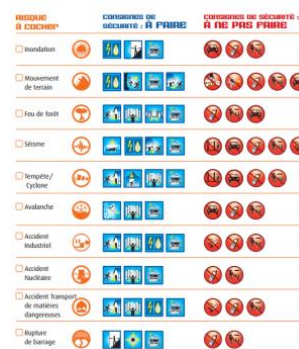 RISQUE
À COCHER
CONSIGNES DE
SÉCURITÉ : À FAIRE
CONSIGNES DE SÉCURITÉ :
À NE PAS FAIRE
Inondation
Mouvement
de terrain
Feu de forêt
Séisme
Tempête/
Cyclone
Avalanche
Accident
Industriel
Accident
Nucléaire
Accident Transport
de matières
dangereuses
Rupture
de barrage